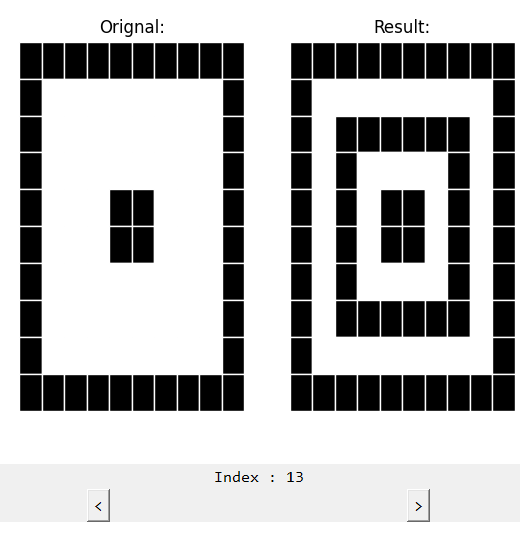 Orignal:
Result:
Index : 13
<
>